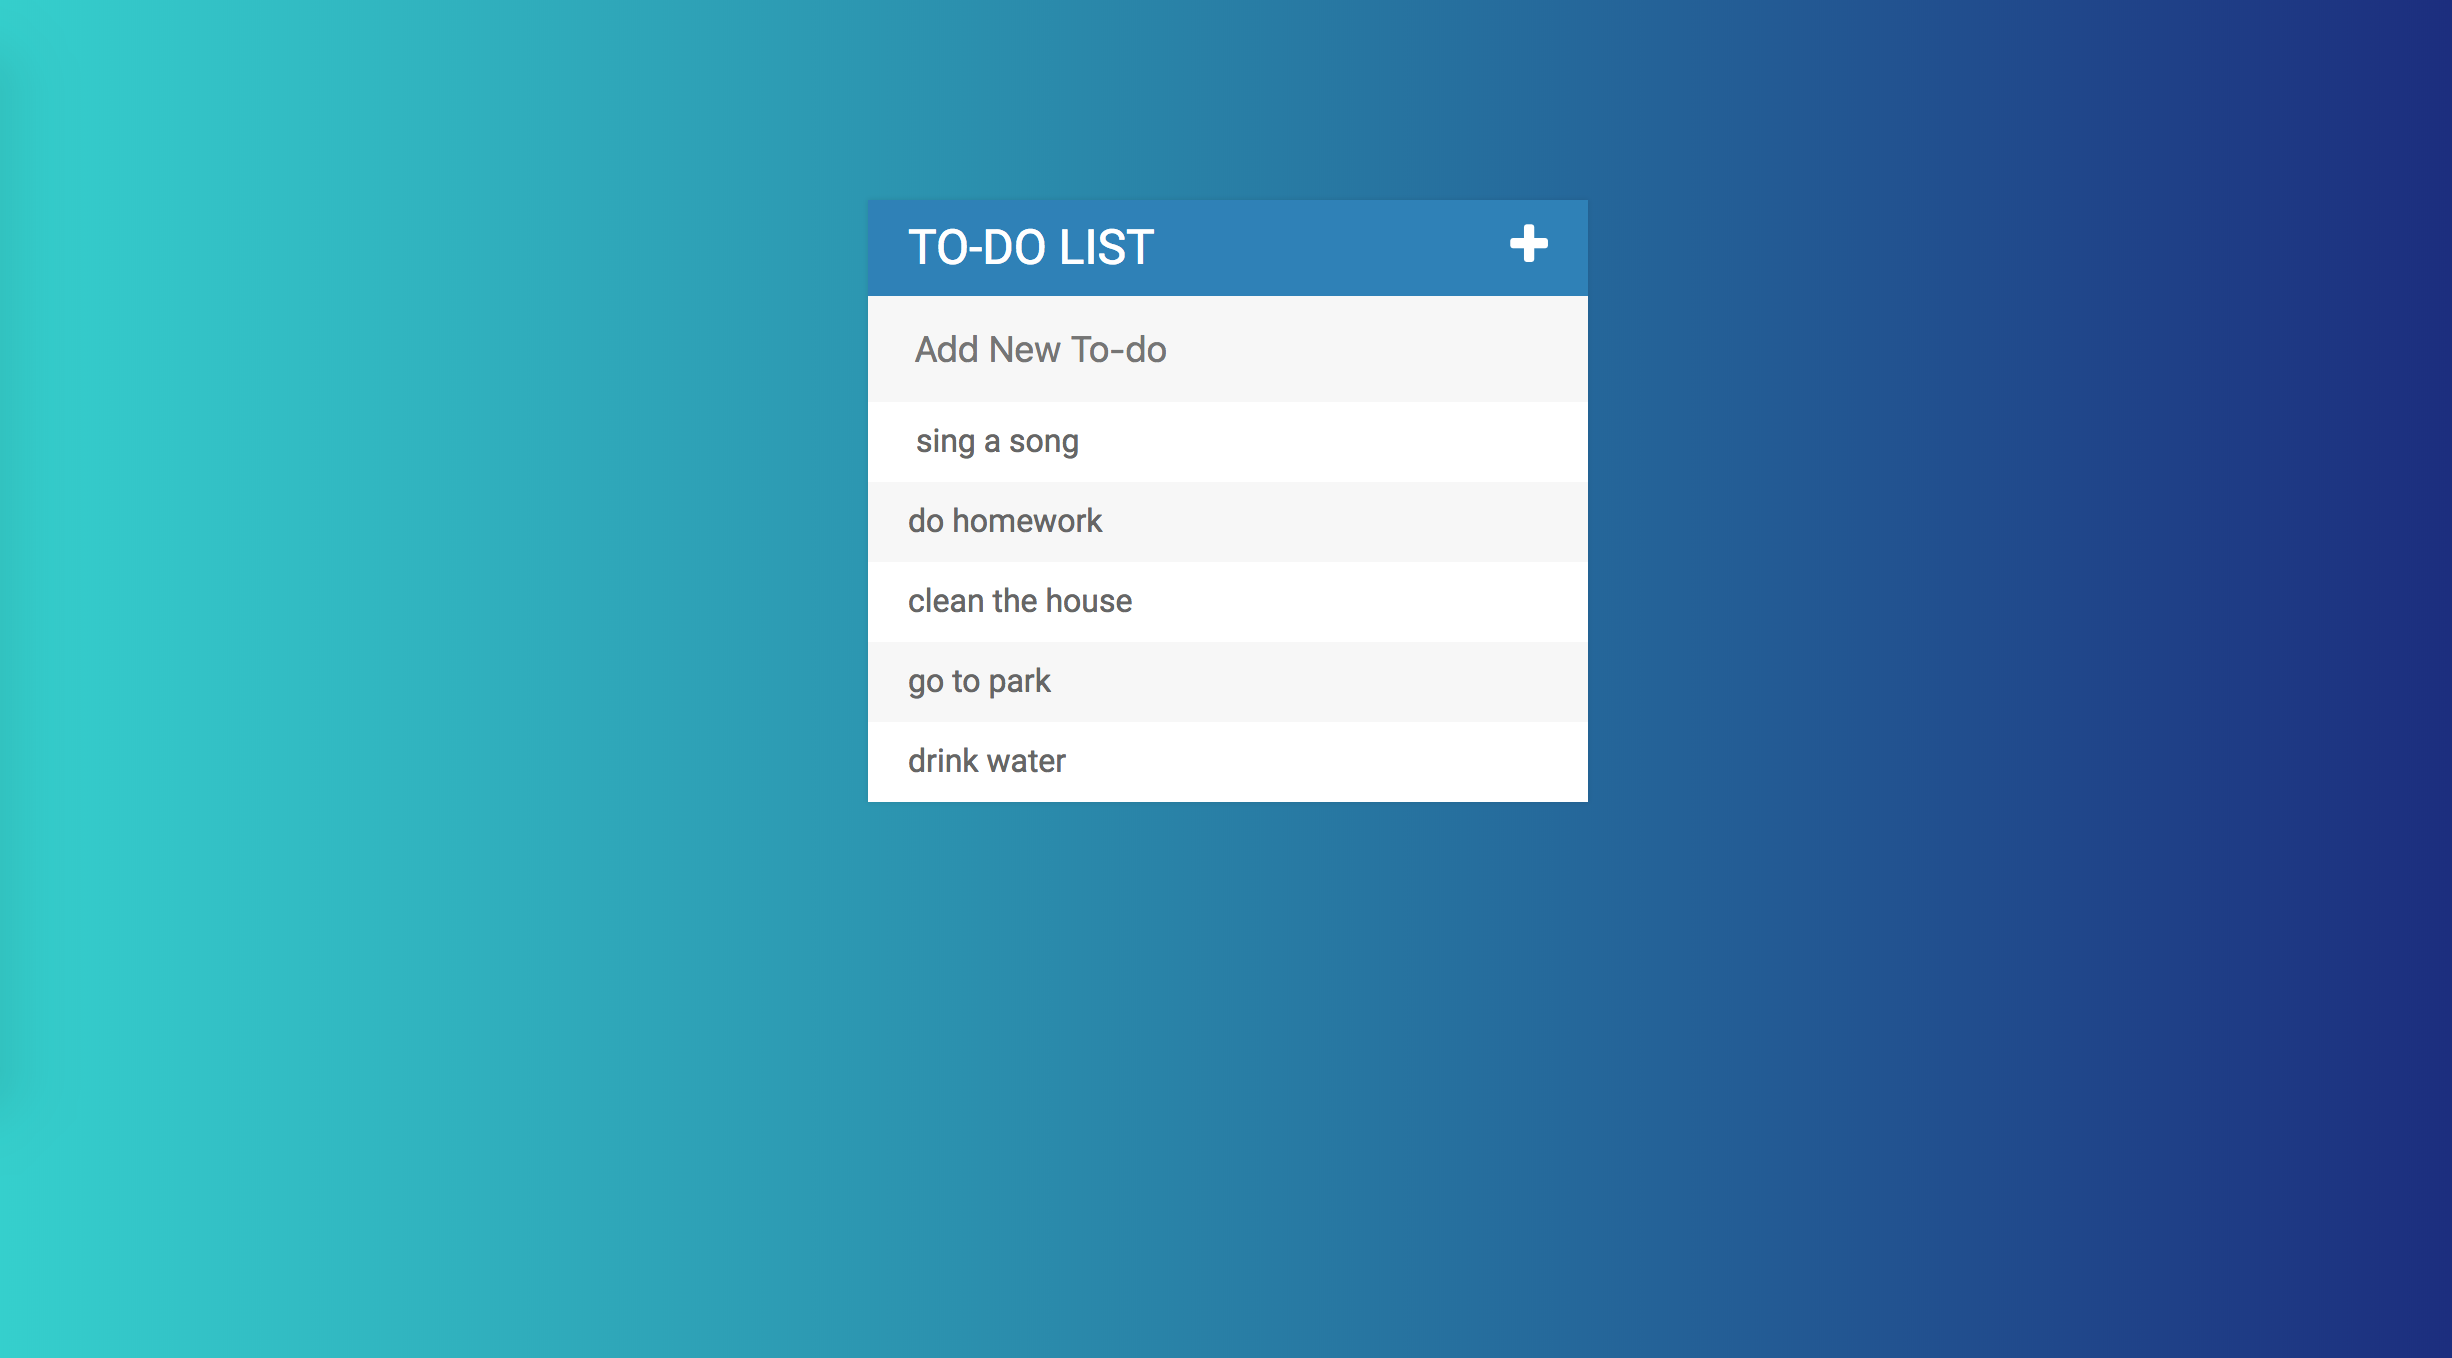 TO-DO LIST
Add New To-do
sing a song
do homework
clean the house
go to park
drink water